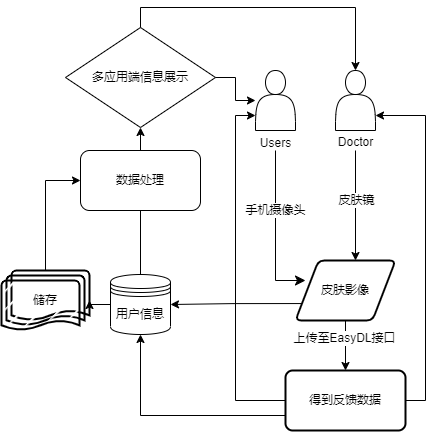 多应用端信息展示
Users
Doctor
数据处理
手机摄像头
皮肤镜
储存
用户信息
皮肤影像
上传至EasyDL接口
得到反馈数据